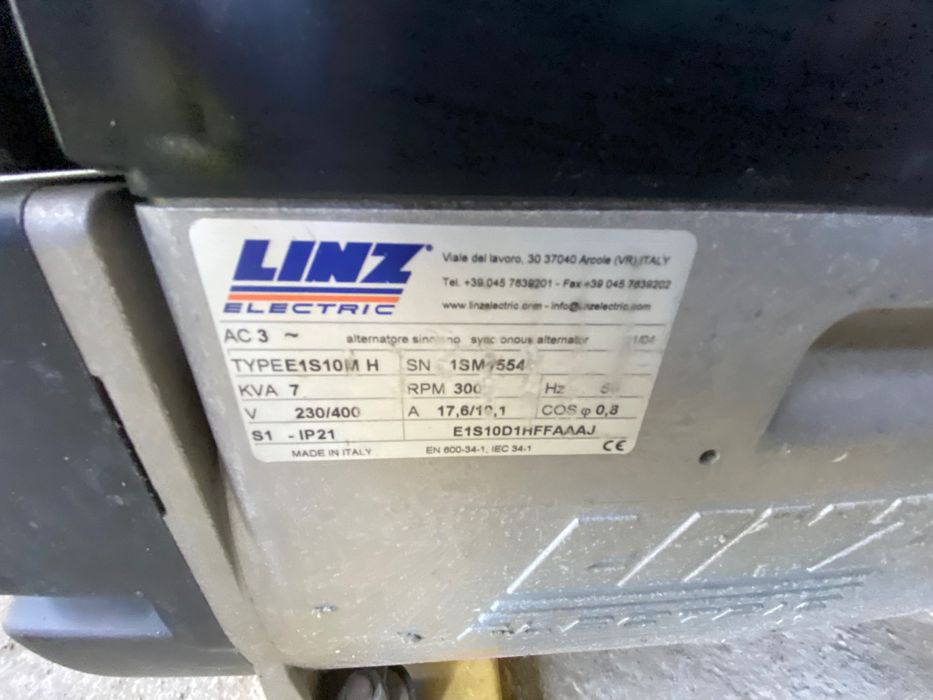 LINZ
ELECTRIC
Viale del lavoro, 30 37040 Arcole (VR) ITALY
Tel. +39 045 7639201 - Fax +39 045 7639202
www.linzelectric.com - info@linzelectric.com
AC 3 ~ alternatore alternator
TYPE E1S10M H SN
KVA 7 RPM Hz
V 230/400 A COS φ 0,8
S1 - IP21 E1S10D1HFFAAAJ
MADE IN ITALY EN 600-34-1, IEC 34-1 CE